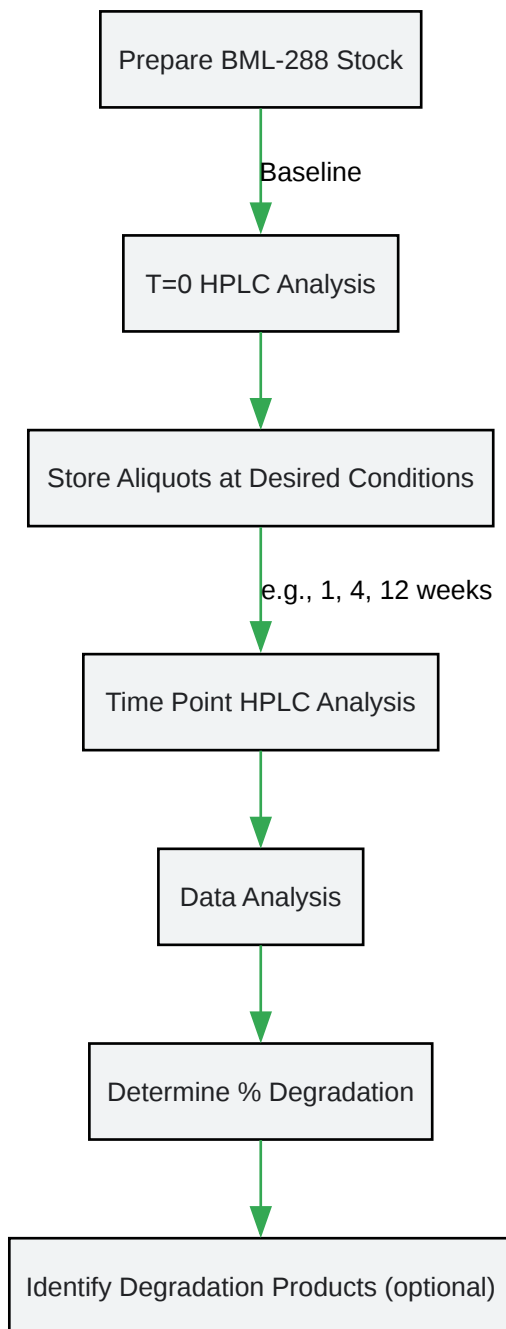 Prepare BML-288 Stock
Baseline
T=0 HPLC Analysis
Store Aliquots at Desired Conditions
e.g., 1, 4, 12 weeks
Time Point HPLC Analysis
Data Analysis
Determine % Degradation
Identify Degradation Products (optional)